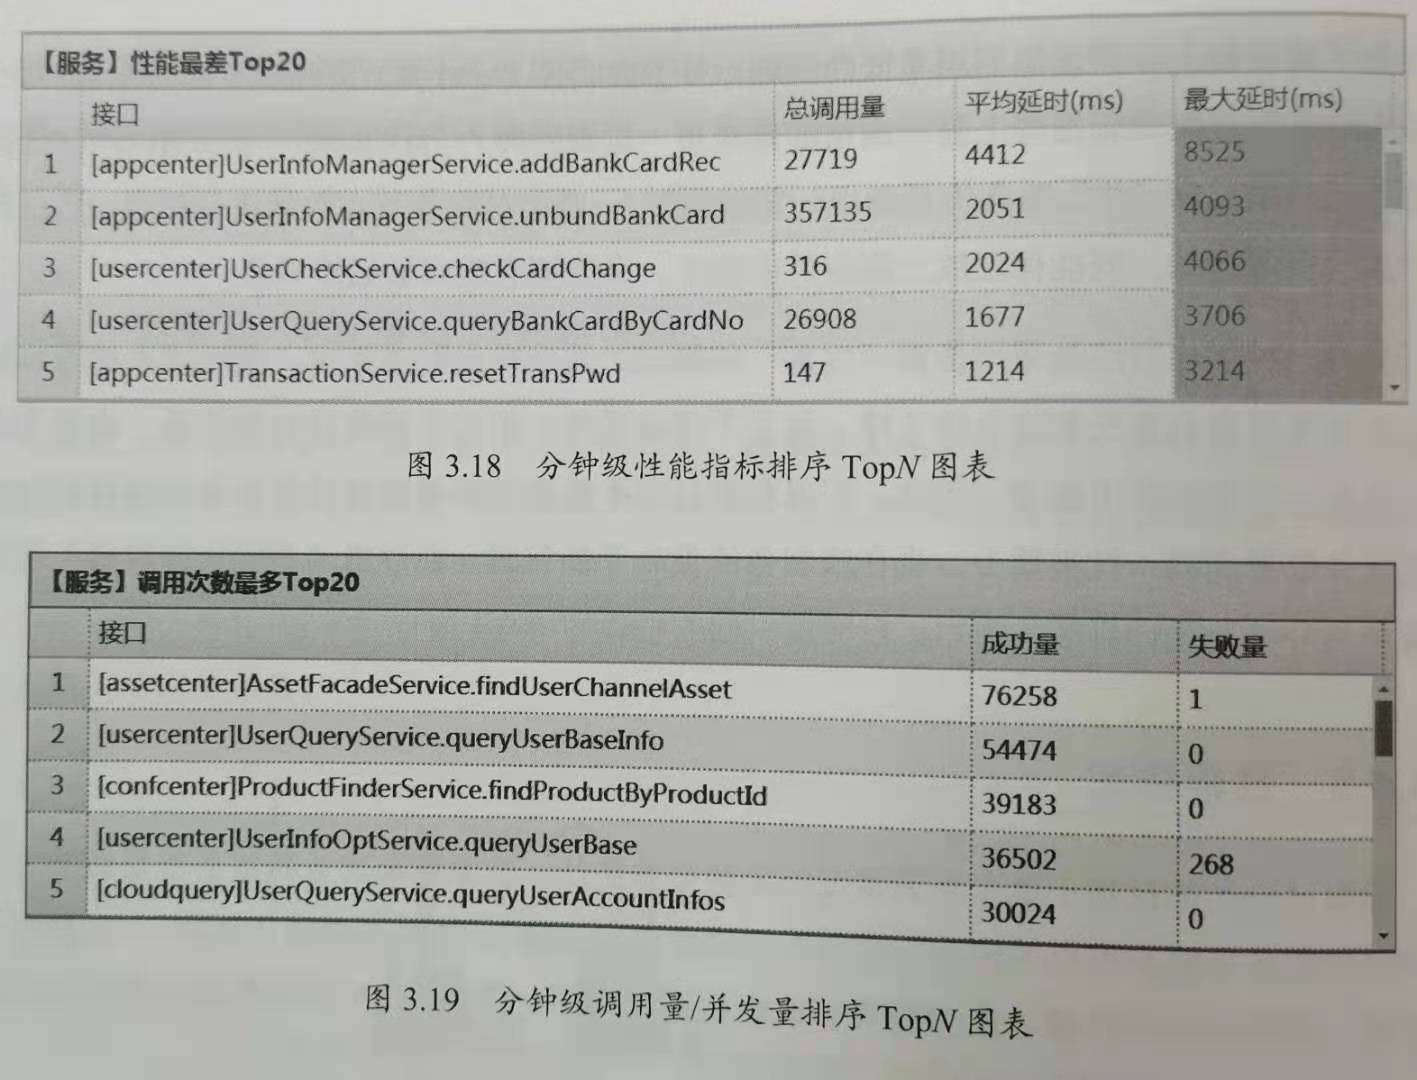 【服务】性能最差Top20
接口 总调用量 平均延时(ms) 最大延时(ms)
1 [appcenter]UserInfoManagerService.addBankCardRec 27719 4412 8525
2 [appcenter]UserInfoManagerService.unbundBankCard 357135 2051 4093
3 [usercenter]UserCheckService.checkCardChange 316 2024 4066
4 [usercenter]UserQueryService.queryBankCardByCardNo 26908 1677 3706
5 [appcenter]TransactionService.resetTransPwd 147 1214 3214
图 3.18 分钟级性能指标排序 TopN 图表
【服务】调用次数最多Top20
接口 成功量 失败量
1 [assetcenter]AssetFacadeService.findUserChannelAsset 76258 1
2 [usercenter]UserQueryService.queryUserBaseInfo 54474 0
3 [confcenter]ProductFinderService.findProductByProductId 39183 0
4 [usercenter]UserInfoOptService.queryUserBase 36502 268
5 [cloudquery]UserQueryService.queryUserAccountInfos 30024 0
图 3.19 分钟级调用量/并发量排序 TopN 图表